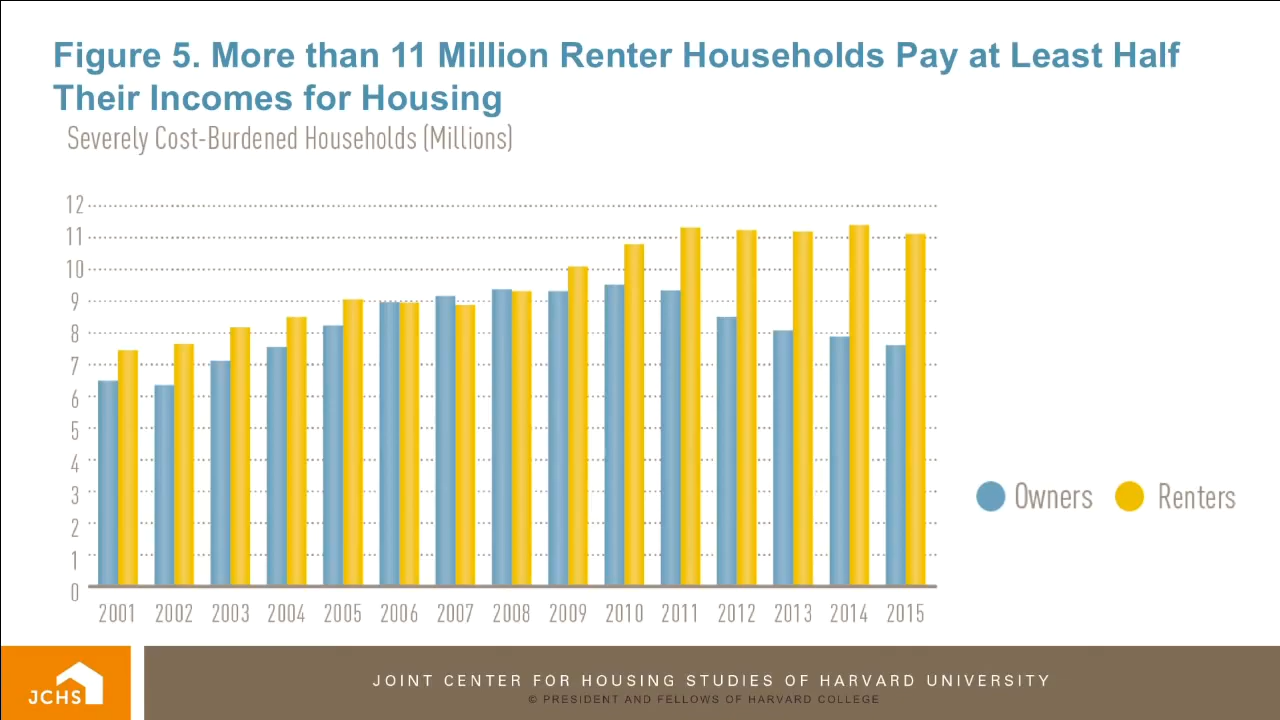 Figure 5. More than 11 Million Renter Households Pay at Least Half
Their Incomes for Housing
Severely Cost-Burdened Households (Millions)
12
11
10
9
8
7
6
5
4
3
2
1
0
2001 2002 2003 2004 2005 2006 2007 2008 2009 2010 2011 2012 2013 2014 2015
Owners Renters
JCHS
JOINT CENTER FOR HOUSING STUDIES OF HARVARD UNIVERSITY
© PRESIDENT AND FELLOWS OF HARVARD COLLEGE